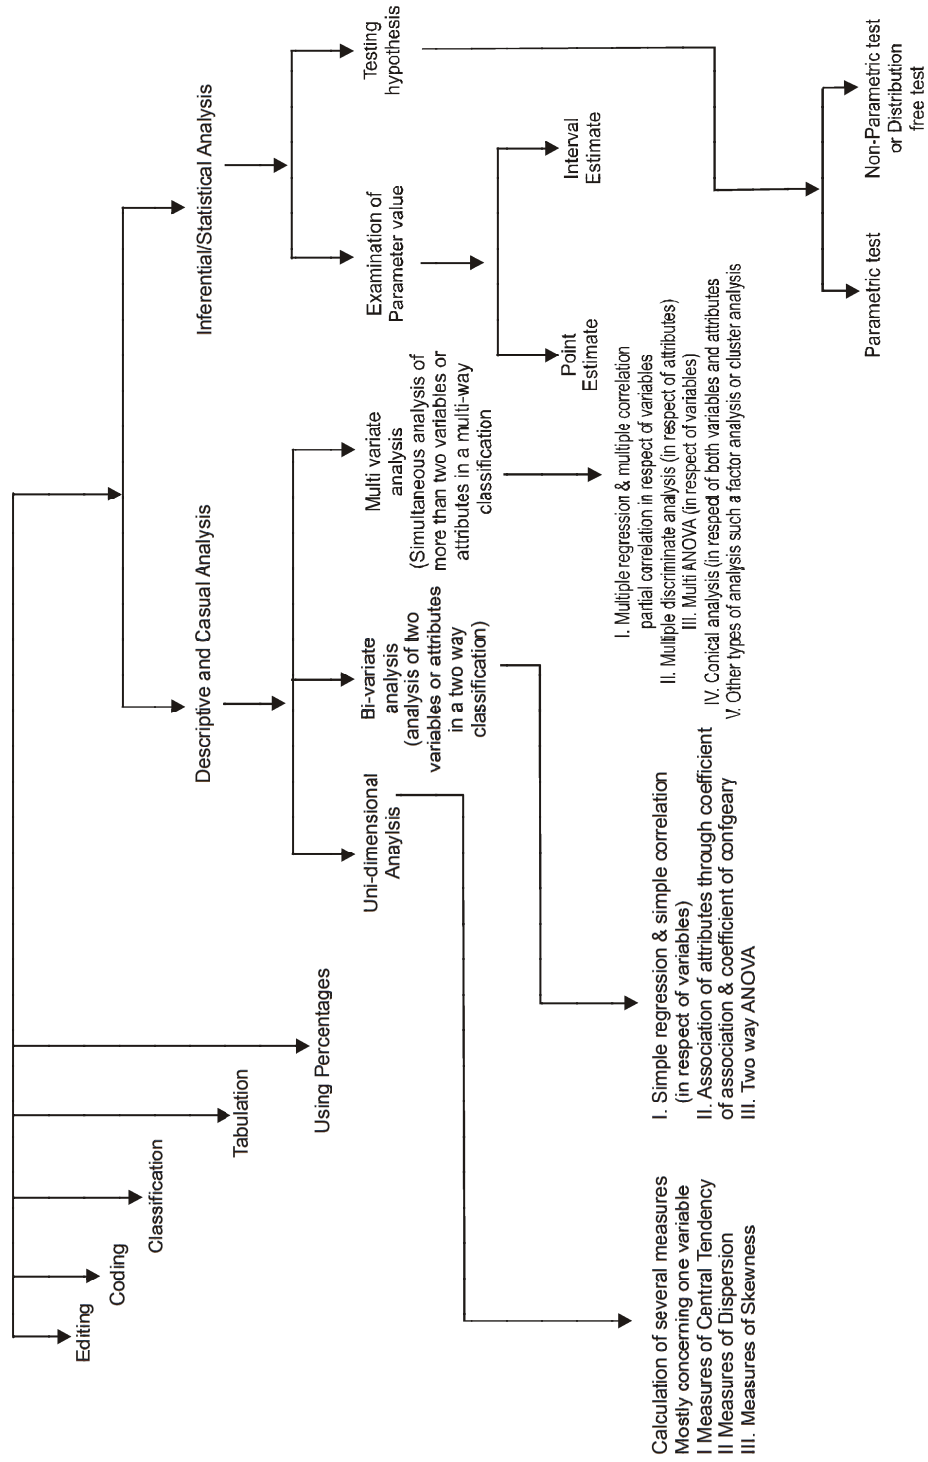 Editing
Coding
Classification
Tabulation
Using Percentages
Descriptive and Casual Analysis
Inferential/Statistical Analysis
Uni-dimensional
Anaylsis
Bi-variate
analysis
(analysis of two
variables or attributes
in a two way
classification)
Multi variate
analysis
(Simultaneous analysis of
more than two variables or
attributes in a multi-way
classification
Examination of
Parameter value
Testing
hypothesis
Point
Estimate
Interval
Estimate
Calculation of several measures
Mostly concerning one variable
I Measures of Central Tendency
II Measures of Dispersion
III. Measures of Skewness
I. Simple regression & simple correlation
(in respect of variables)
II. Association of attributes through coefficient
of association & coefficient of confgeary
III. Two way ANOVA
I. Multiple regression & multiple correlation
partial correlation in respect of variables
II. Multiple discriminate analysis (in respect of attributes)
III. Multi ANOVA (in respect of variables)
IV. Conical analysis (in respect of both variables and attributes
V. Other types of analysis such a factor analysis or cluster analysis
Parametric test
Non-Parametric test
or Distribution
free test